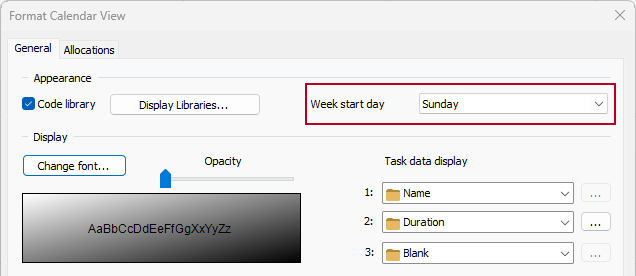 Format Calendar View
General
Allocations
Appearance
Code library
Display Libraries...
Week start day
Sunday
Display
Change font...
Opacity
Task data display
AaBbCcDdEeFfGgXxYyZz
1:
Name
...
2:
Duration
...
3:
Blank
...